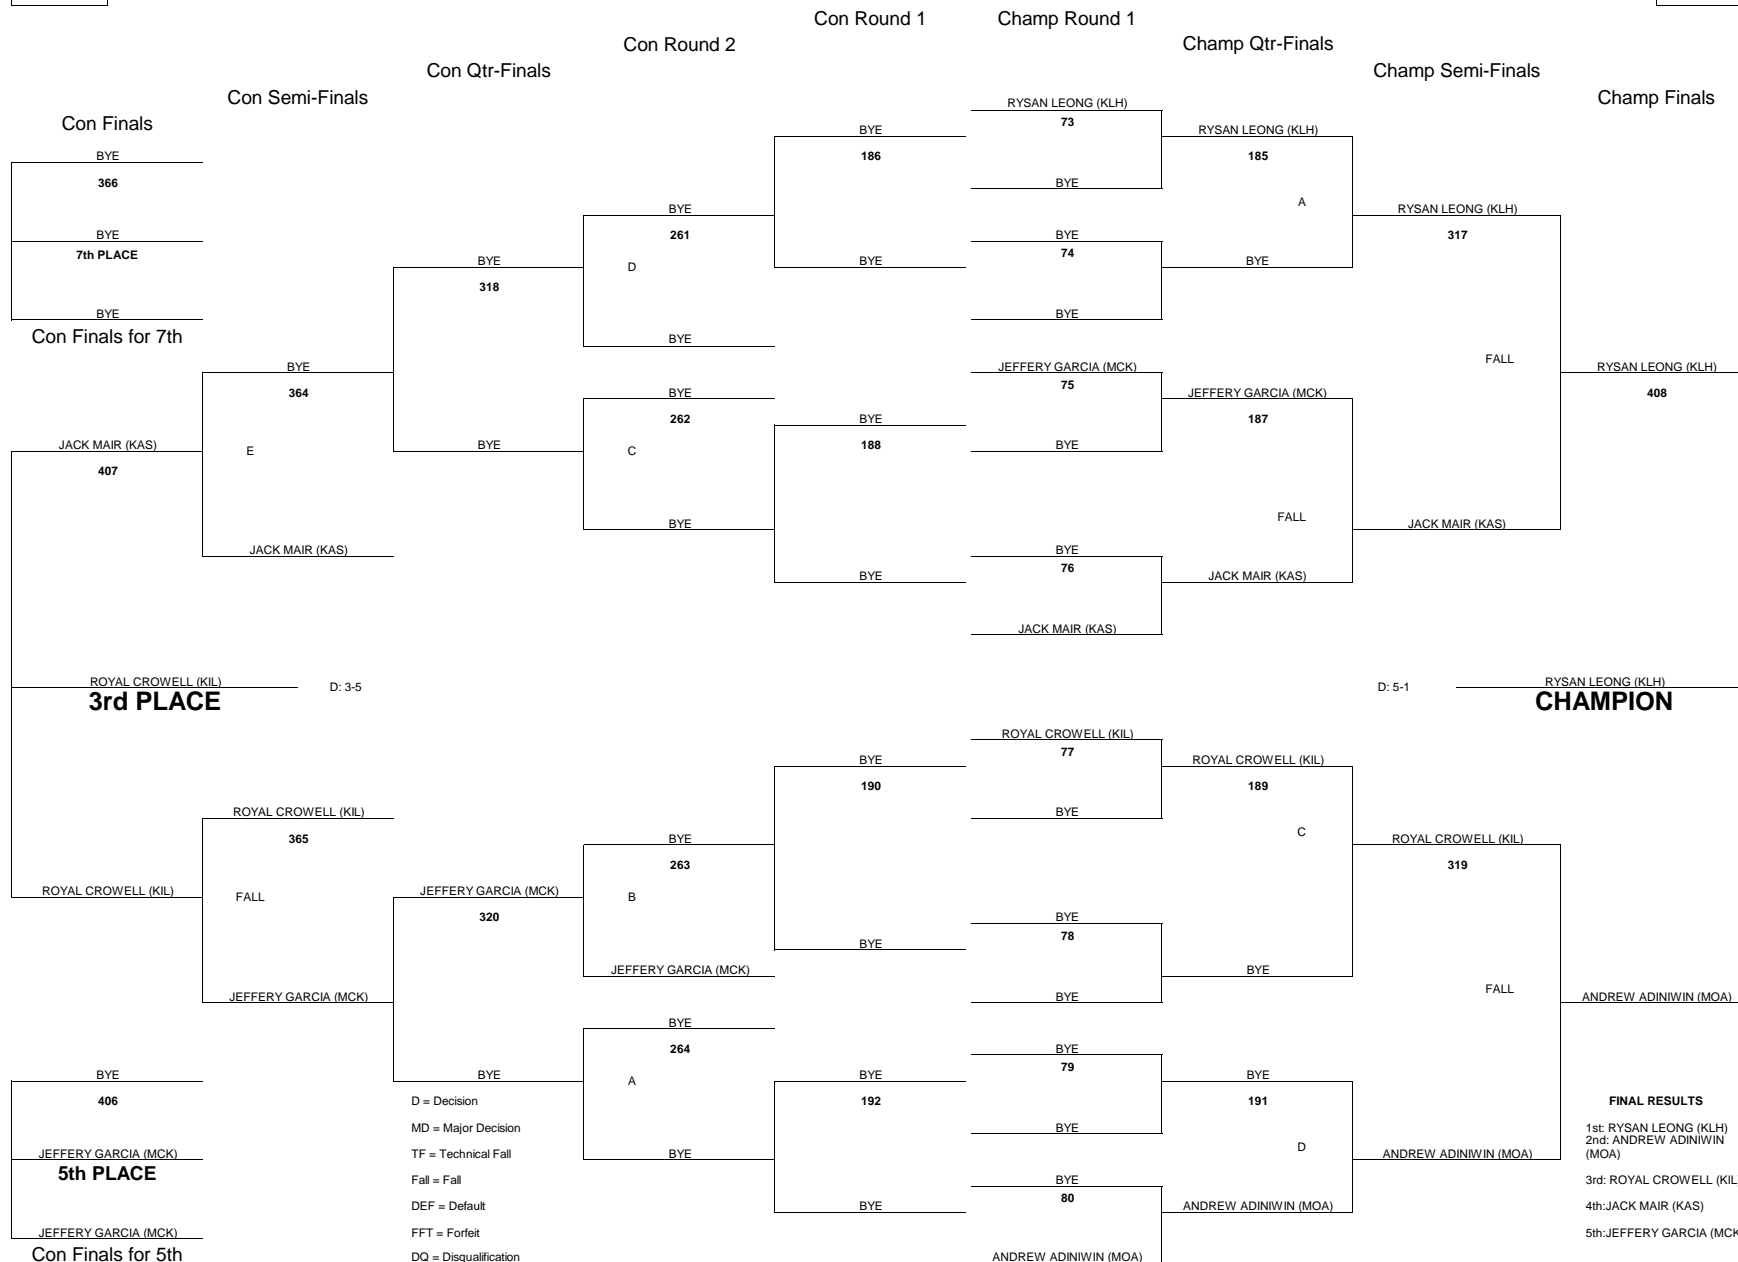 Con Round 1
Champ Round 1
Con Round 2
Champ Qtr-Finals
Con Qtr-Finals
Champ Semi-Finals
Con Semi-Finals
Champ Finals
Con Finals
RYSAN LEONG (KLH)
73
BYE
186
RYSAN LEONG (KLH)
185
BYE
366
BYE
A
BYE
261
RYSAN LEONG (KLH)
317
BYE
7th PLACE
BYE
74
BYE
318
D
BYE
BYE
BYE
BYE
Con Finals for 7th
BYE
FALL
BYE
364
JEFFERY GARCIA (MCK)
75
RYSAN LEONG (KLH)
408
BYE
262
JEFFERY GARCIA (MCK)
187
BYE
188
JACK MAIR (KAS)
407
E
BYE
C
BYE
FALL
BYE
JACK MAIR (KAS)
JACK MAIR (KAS)
BYE
76
BYE
JACK MAIR (KAS)
JACK MAIR (KAS)
ROYAL CROWELL (KIL)
3rd PLACE
D: 3-5
D: 5-1
RYSAN LEONG (KLH)
CHAMPION
ROYAL CROWELL (KIL)
77
BYE
190
ROYAL CROWELL (KIL)
189
ROYAL CROWELL (KIL)
365
BYE
C
BYE
263
ROYAL CROWELL (KIL)
319
ROYAL CROWELL (KIL)
FALL
JEFFERY GARCIA (MCK)
320
B
BYE
78
BYE
JEFFERY GARCIA (MCK)
BYE
JEFFERY GARCIA (MCK)
BYE
FALL
ANDREW ADINIWIN (MOA)
BYE
264
BYE
79
BYE
406
BYE
A
BYE
192
BYE
191
D = Decision
FINAL RESULTS
MD = Major Decision
BYE
1st: RYSAN LEONG (KLH)
2nd: ANDREW ADINIWIN
(MOA)
JEFFERY GARCIA (MCK)
5th PLACE
TF = Technical Fall
BYE
D
ANDREW ADINIWIN (MOA)
Fall = Fall
BYE
80
3rd: ROYAL CROWELL (KIL
DEF = Default
BYE
ANDREW ADINIWIN (MOA)
4th:JACK MAIR (KAS)
JEFFERY GARCIA (MCK)
FFT = Forfeit
5th:JEFFERY GARCIA (MCK
Con Finals for 5th
DQ = Disqualification
ANDREW ADINIWIN (MOA)